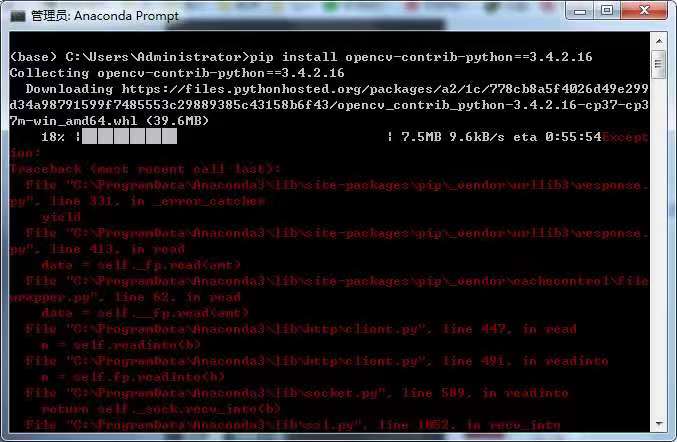 管理员: Anaconda Prompt
(base) C:\Users\Administrator>pip install opencv-contrib-python==3.4.2.16
Collecting opencv-contrib-python==3.4.2.16
  Downloading https://files.pythonhosted.org/packages/a2/1c/778cb8a5f4026d49e299
d34a98791599f7485553c29889385c43158b6f43/opencv_contrib_python-3.4.2.16-cp37-cp3
7m-win_amd64.whl (39.6MB)
    18% | | 7.5MB 9.6kB/s eta 0:55:54Except
ion:
Traceback (most recent call last):
  File "C:\ProgramData\Anaconda3\lib\site-packages\pip\_vendor\urllib3\response.
py", line 331, in _error_catcher
    yield
  File "C:\ProgramData\Anaconda3\lib\site-packages\pip\_vendor\urllib3\response.
py", line 413, in read
    data = self._fp.read(amt)
  File "C:\ProgramData\Anaconda3\lib\site-packages\pip\_vendor\cachecontrol\file
wrapper.py", line 62, in read
    data = self.__fp.read(amt)
  File "C:\ProgramData\Anaconda3\lib\http\client.py", line 447, in read
    n = self.readinto(b)
  File "C:\ProgramData\Anaconda3\lib\http\client.py", line 491, in readinto
    n = self.fp.readinto(b)
  File "C:\ProgramData\Anaconda3\lib\socket.py", line 589, in readinto
    return self._sock.recv_into(b)
  File "C:\ProgramData\Anaconda3\lib\ssl.py", line 1052, in recv_into